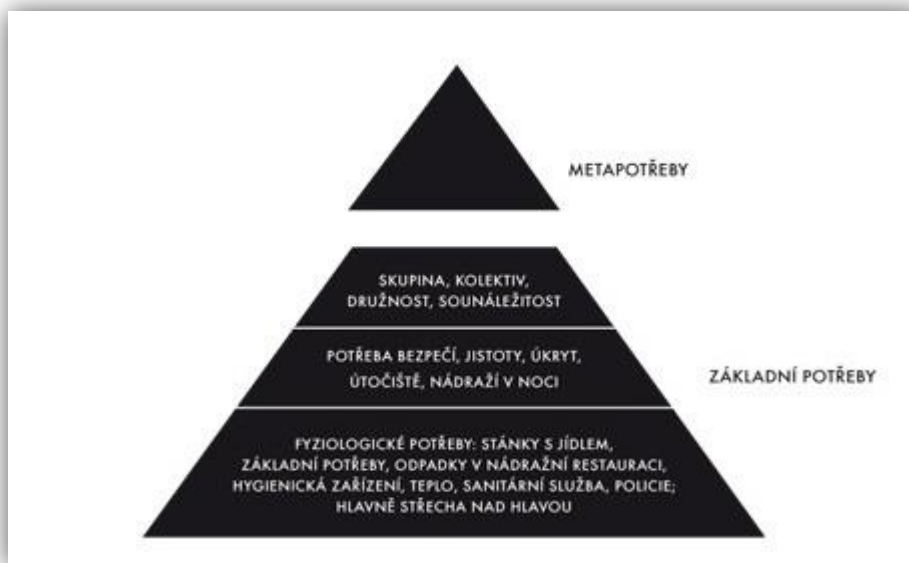 METAPOTŘEBY
SKUPINA, KOLEKTIV,
DRUŽNOST, SOUNÁLEŽITOST
POTŘEBA BEZPEČÍ, JISTOTY, ÚKRYT,
ÚTOČIŠTĚ, NÁDRAŽÍ V NOCI
ZÁKLADNÍ POTŘEBY
FYZIOLOGICKÉ POTŘEBY: STÁNKY S JÍDLEM,
ZÁKLADNÍ POTŘEBY, ODPADKY V NÁDRAŽNÍ RESTAURACI,
HYGIENICKÁ ZAŘÍZENÍ, TEPLO, SANITÁRNÍ SLUŽBA, POLICIE;
HLAVNĚ STŘECHA NAD HLAVOU